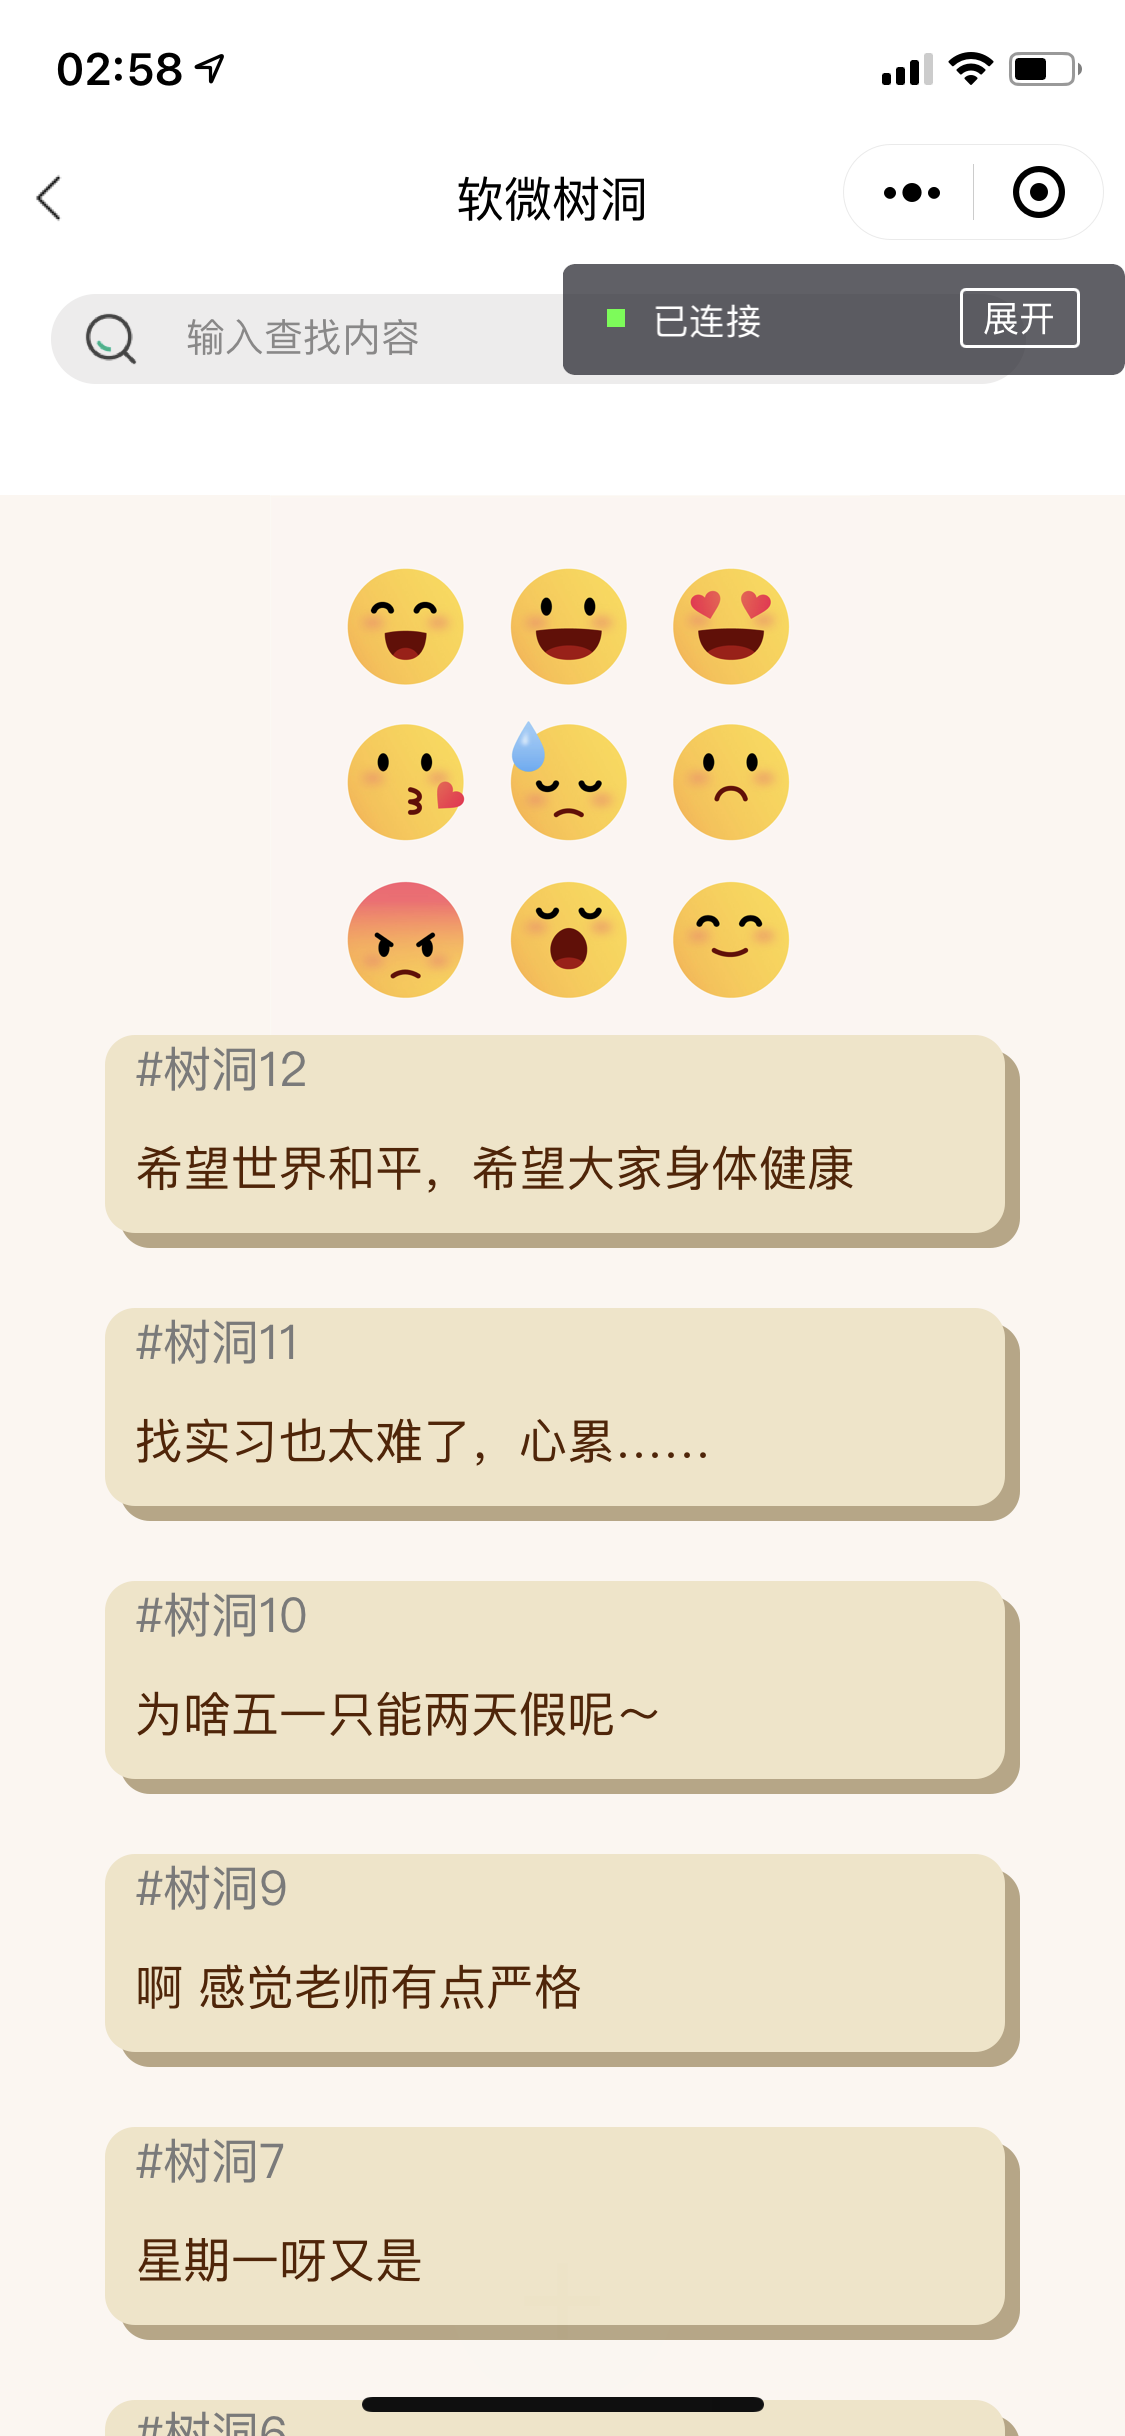 02:58
软微树洞
输入查找内容
已连接
展开
#树洞12
希望世界和平，希望大家身体健康
#树洞11
找实习也太难了，心累……
#树洞10
为啥五一只能两天假呢～
#树洞9
啊 感觉老师有点严格
#树洞7
星期一呀又是
#树洞6